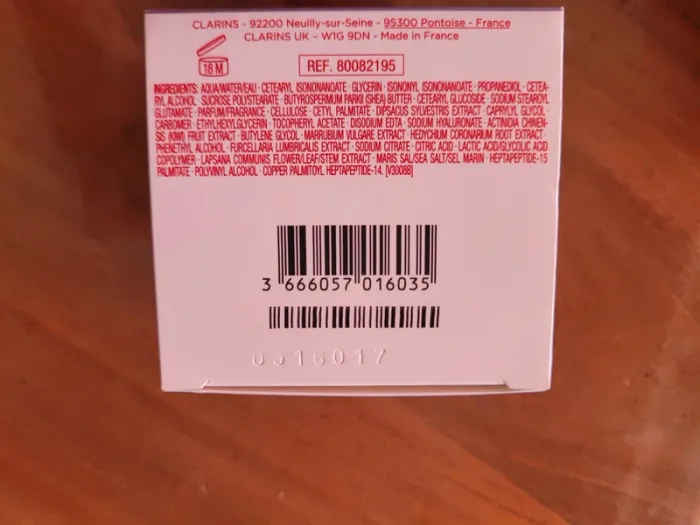 CLARINS - 92200 Neuilly-sur-Seine - 95300 Pontoise - France
CLARINS UK - W1G 9DN - Made in France
18 M
REF. 80082195
INGREDIENTS: AQUA/WATER/EAU · CETEARYL ISONONANOATE · GLYCERIN · ISONONYL ISONONANOATE · PROPANEDIOL · CETEA-
RYL ALCOHOL · SUCROSE POLYSTEARATE · BUTYROSPERMUM PARKII (SHEA) BUTTER · CETEARYL GLUCOSIDE · SODIUM STEAROYL
GLUTAMATE · PARFUM/FRAGRANCE · CELLULOSE · CETYL PALMITATE · DIPSACUS SYLVESTRIS EXTRACT · CAPRYLYL GLYCOL ·
CARBOMER · ETHYLHEXYLGLYCERIN · TOCOPHERYL ACETATE · DISODIUM EDTA · SODIUM HYALURONATE · ACTINIDIA CHINEN-
SIS (KIWI) FRUIT EXTRACT · BUTYLENE GLYCOL · MARRUBIUM VULGARE EXTRACT · HEDYCHIUM CORONARIUM ROOT EXTRACT ·
PHENETHYL ALCOHOL · FURCELLARIA LUMBRICALIS EXTRACT · SODIUM CITRATE · CITRIC ACID · LACTIC ACID/GLYCOLIC ACID
COPOLYMER · LAPSANA COMMUNIS FLOWER/LEAF/STEM EXTRACT · MARIS SAL/SEA SALT/SEL MARIN · HEPTAPEPTIDE-15
PALMITATE · POLYVINYL ALCOHOL · COPPER PALMITOYL HEPTAPEPTIDE-14. [V3008B]
3 666057 016035
0316017